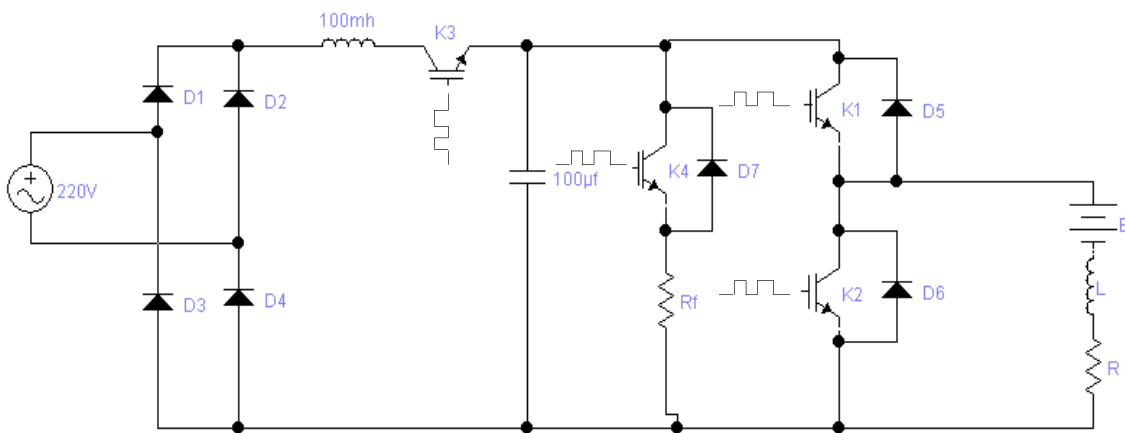 100mh
K3
D1
D2
K1
D5
220V
100µf
K4
D7
E
K2
D6
L
D3
D4
Rf
R